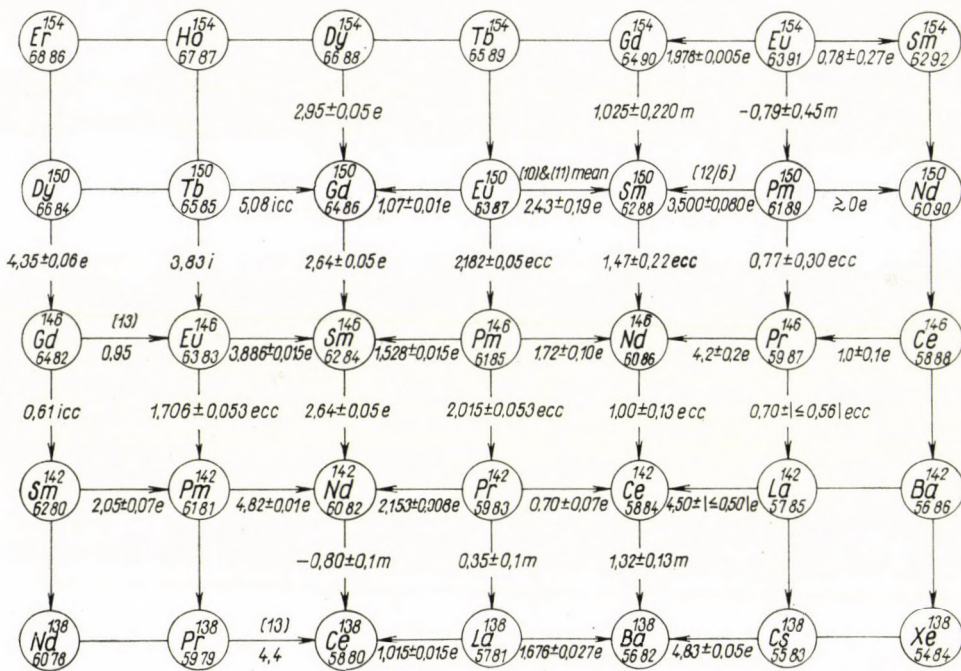 154 154 154 154 154 154 154
Er Ho Dy Tb Gd Eu Sm
68 86 67 87 66 88 65 89 64 90 1,978±0,005e 63 91 0,78±0,27e 62 92
2,95±0,05e 1,025±0,220m −0,79±0,45m
150 150 150 150 (10)&(11)mean 150 (12/6) 150 150
Dy Tb Gd Eu Sm Pm Nd
66 84 65 85 5,08 icc 64 86 1,07±0,01e 63 87 2,43±0,19e 62 88 3,500±0,080e 61 89 ≳0e 60 90
4,35±0,06e 3,83 i 2,64±0,05e 2,182±0,05 ecc 1,47±0,22 ecc 0,77±0,30 ecc
146 (13) 146 146 146 146 146 146
Gd Eu Sm Pm Nd Pr Ce
64 82 0,95 63 83 3,886±0,015e 62 84 1,528±0,015e 61 85 1,72±0,10e 60 86 4,2±0,2e 59 87 1,0±0,1e 58 88
0,61 icc 1,706±0,053 ecc 2,64±0,05e 2,015±0,053 ecc 1,00±0,13 ecc 0,70±|≤0,56| ecc
142 142 142 142 142 142 142
Sm Pm Nd Pr Ce La Ba
62 80 2,05±0,07e 61 81 4,82±0,01e 60 82 2,153±0,008e 59 83 0,70±0,07e 58 84 4,50±|≤0,50|e 57 85 56 86
−0,80±0,1m 0,35±0,1m 1,32±0,13m
138 138 (13) 138 138 138 138 138
Nd Pr Ce La Ba Cs Xe
60 78 59 79 4,4 58 80 1,015±0,015e 57 81 1,676±0,027e 56 82 4,83±0,05e 55 83 54 84